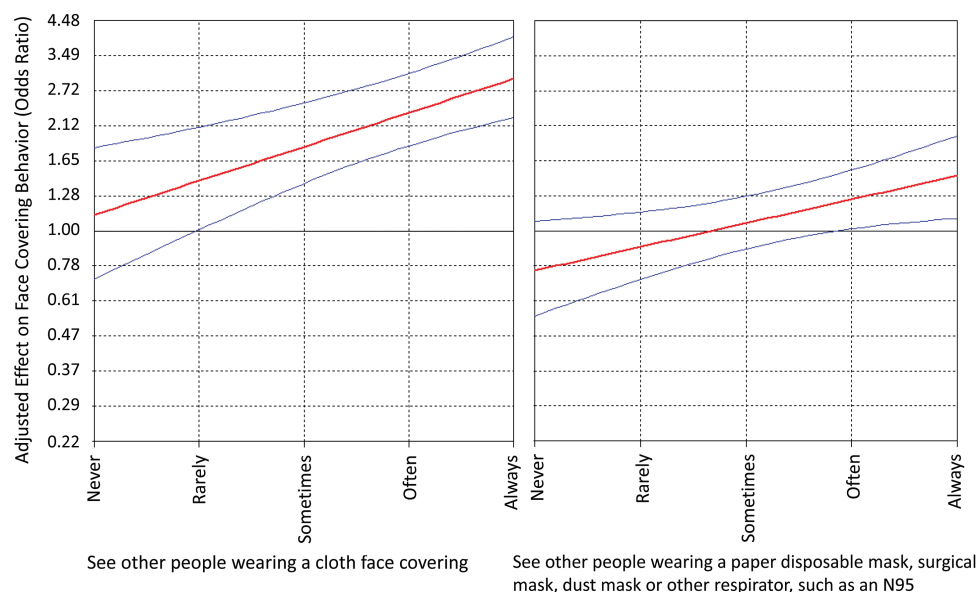 Adjusted Effect on Face Covering Behavior (Odds Ratio)
4.48
3.49
2.72
2.12
1.65
1.28
1.00
0.78
0.61
0.47
0.37
0.29
0.22
Never
Rarely
Sometimes
Often
Always
See other people wearing a cloth face covering
Never
Rarely
Sometimes
Often
Always
See other people wearing a paper disposable mask, surgical
mask, dust mask or other respirator, such as an N95